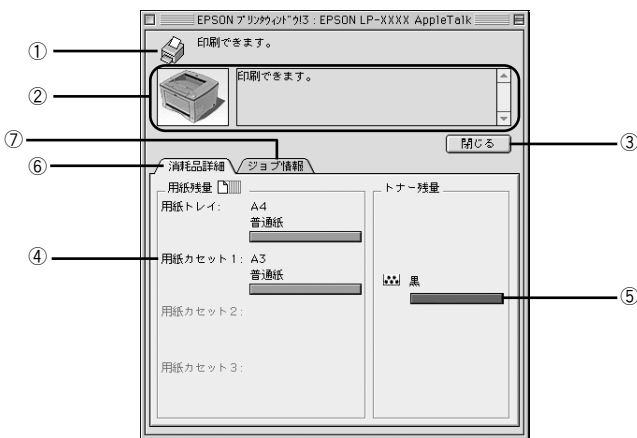 EPSON プリンタウィンドウ!3 : EPSON LP-XXXX AppleTalk
① 印刷できます。
② 印刷できます。
③ 閉じる
⑦
⑥ 消耗品詳細 ジョブ情報
用紙残量
トナー残量
用紙トレイ: A4
普通紙
④ 用紙カセット1: A3
普通紙
黒
⑤
用紙カセット2:
用紙カセット3: